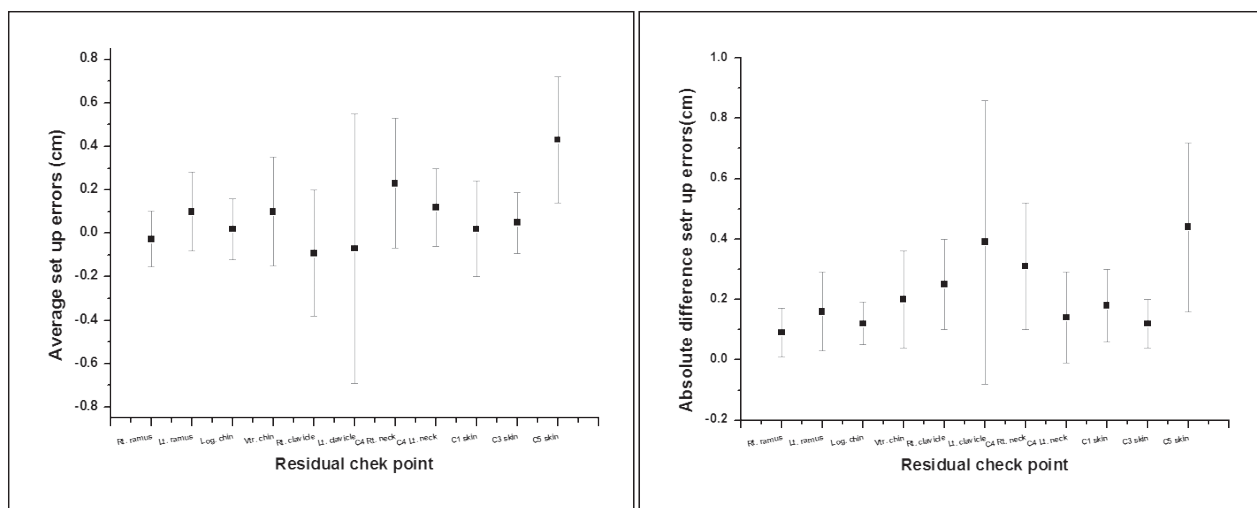 Average set up errors (cm)
0.8
0.6
0.4
0.2
0.0
-0.2
-0.4
-0.6
-0.8
Rt. ramus
Lt. ramus
Log. chin
Vtr. chin
Rt. clavicle
Lt. clavicle
C4 Rt. neck
C4 Lt. neck
C1 skin
C3 skin
C5 skin
Residual chek point
Absolute difference setr up errors(cm)
1.0
0.8
0.6
0.4
0.2
0.0
-0.2
Rt. ramus
Lt. ramus
Log. chin
Vtr. chin
Rt. clavicle
Lt. clavicle
C4 Rt. neck
C4 Lt. neck
C1 skin
C3 skin
C5 skin
Residual check point